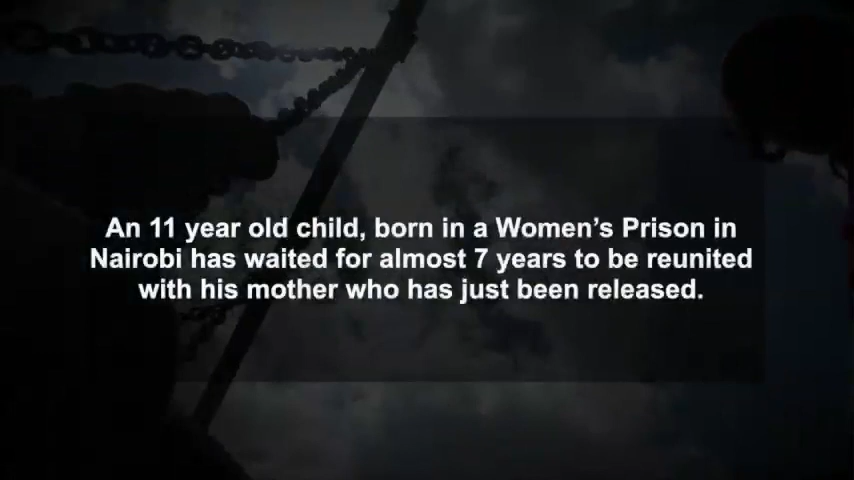 An 11 year old child, born in a Women’s Prison in
Nairobi has waited for almost 7 years to be reunited
with his mother who has just been released.